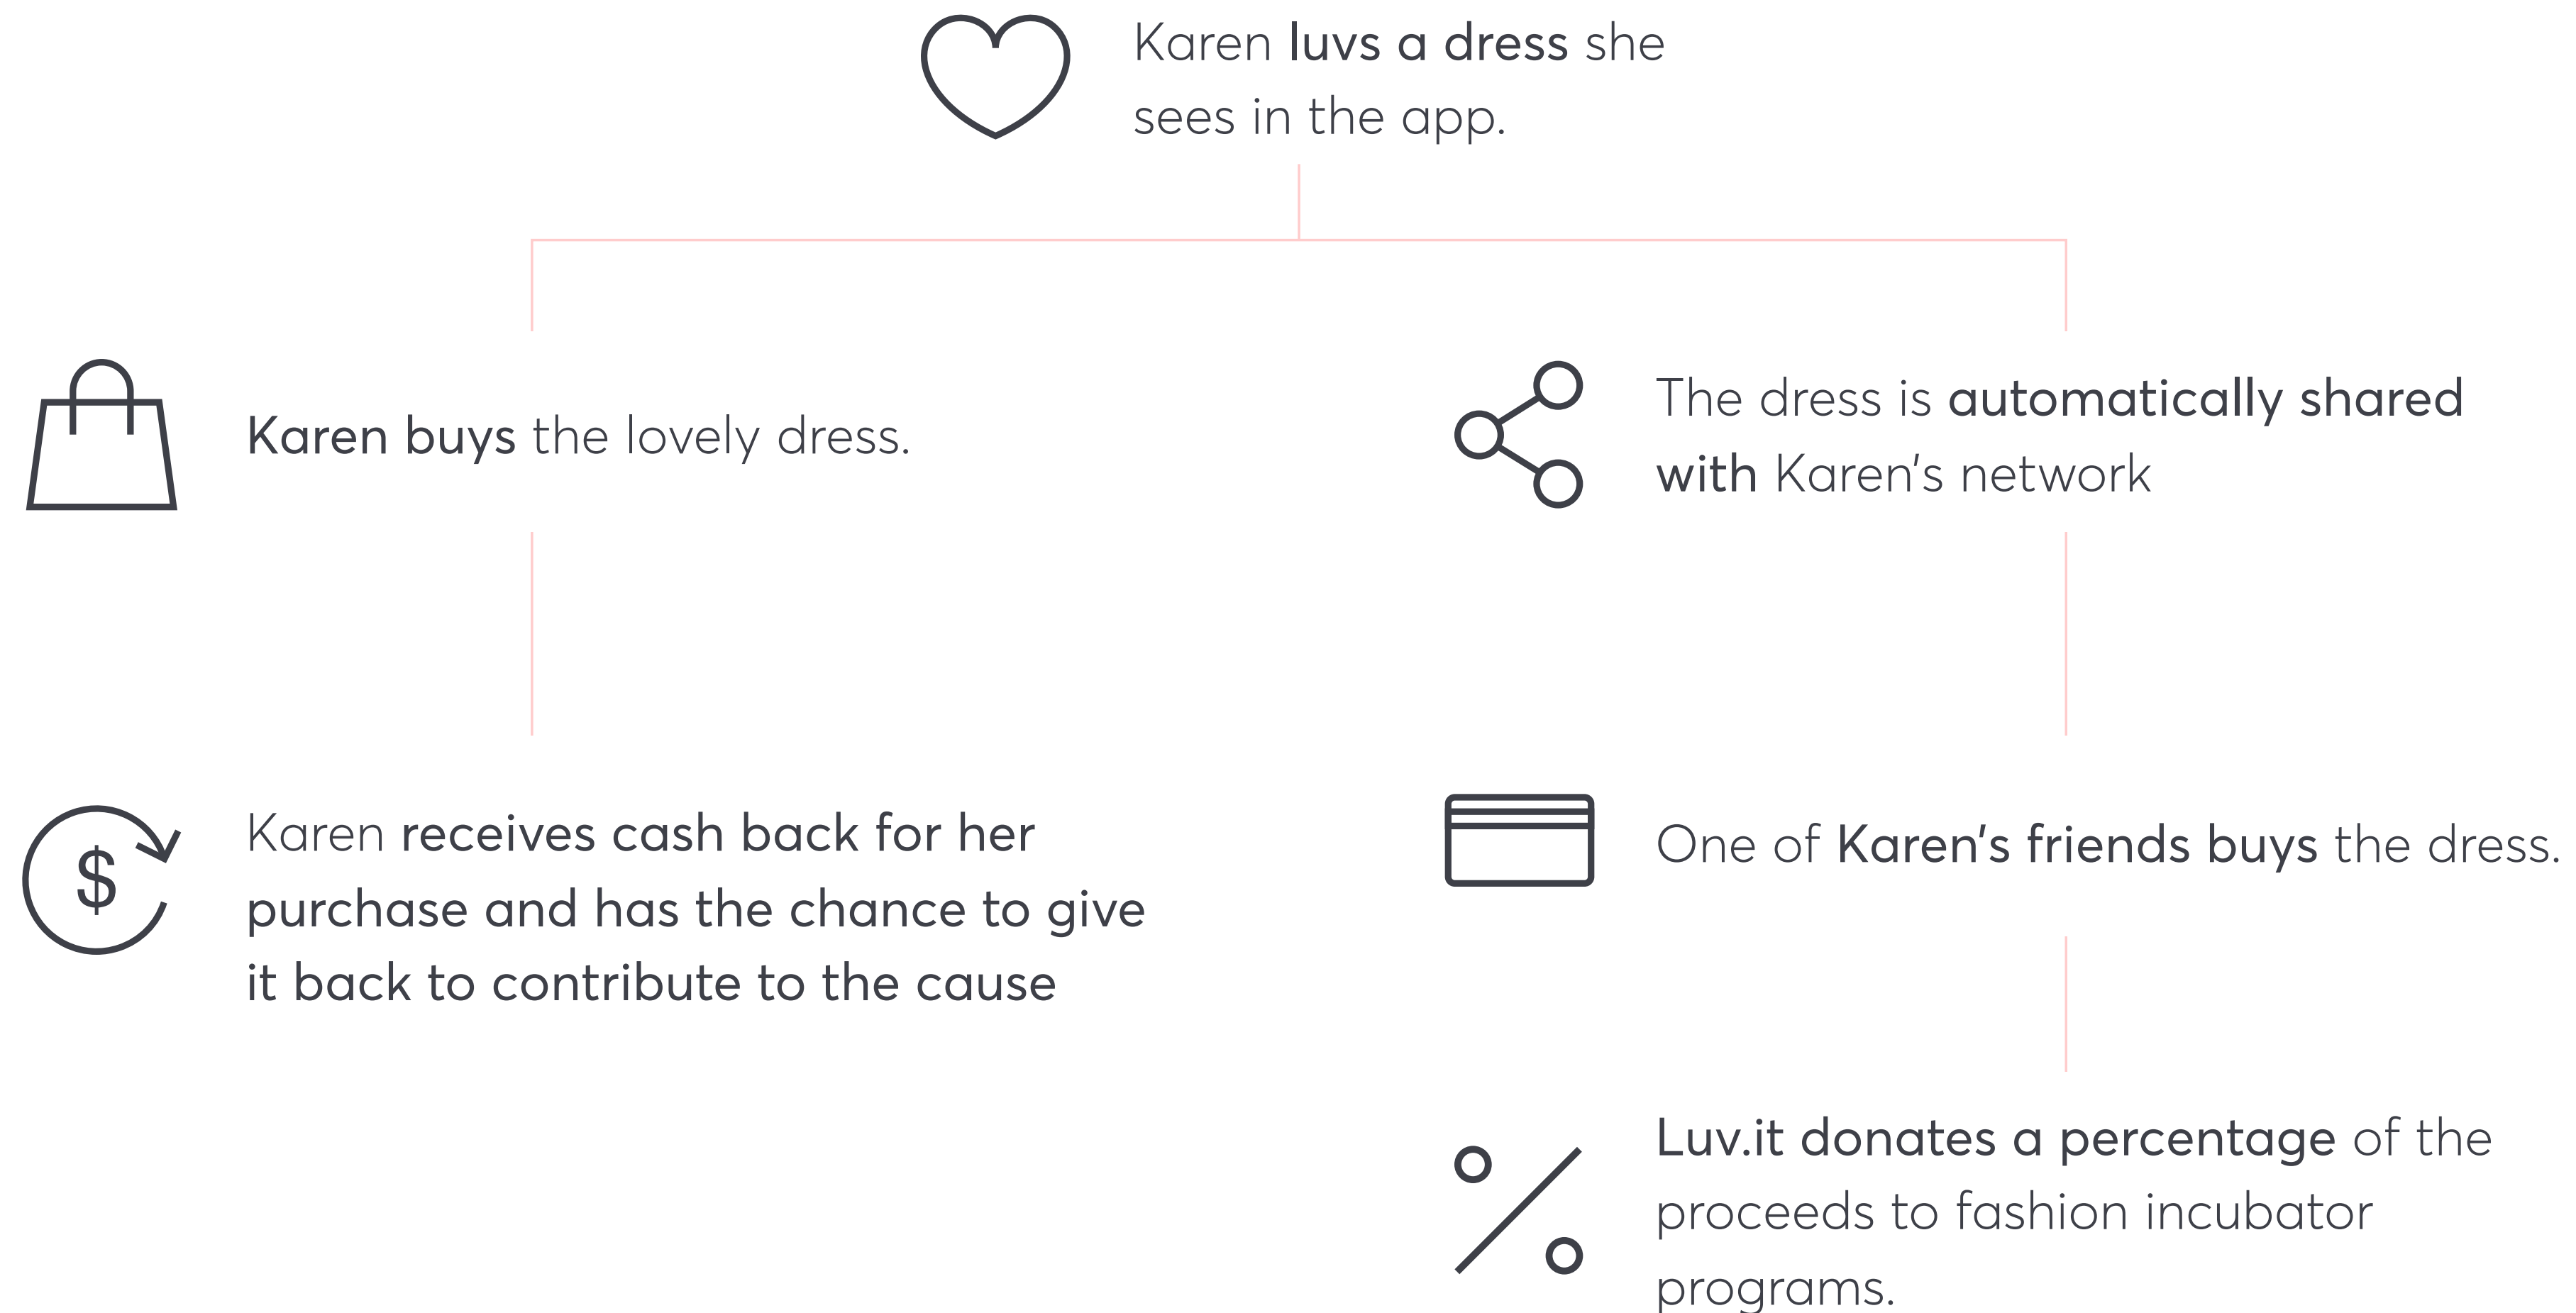 Karen luvs a dress she
sees in the app.
Karen buys the lovely dress.
The dress is automatically shared
with Karen's network
$
Karen receives cash back for her
purchase and has the chance to give
it back to contribute to the cause
One of Karen's friends buys the dress.
%
Luv.it donates a percentage of the
proceeds to fashion incubator
programs.